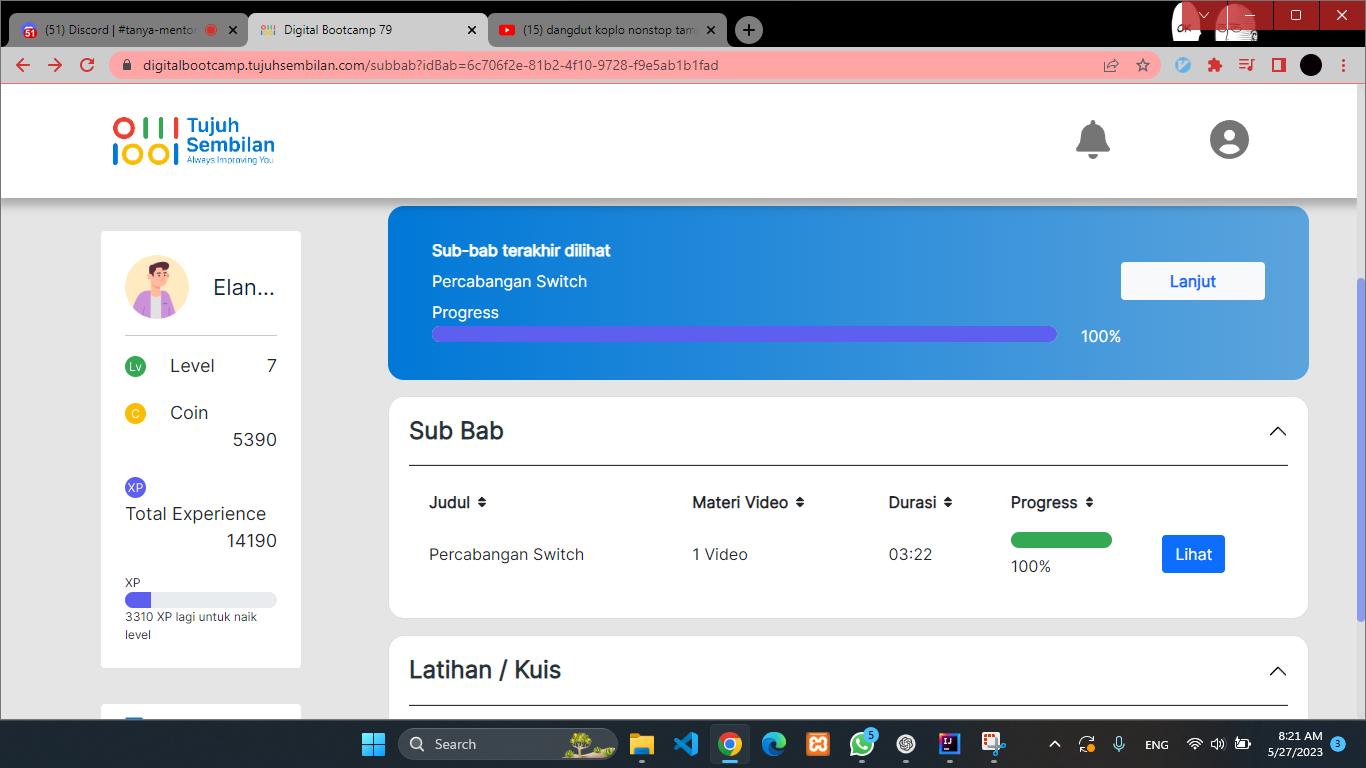 51
(51) Discord | #tanya-mentor
Digital Bootcamp 79
(15) dangdut koplo nonstop tam
digitalbootcamp.tujuhsembilan.com/subbab?idBab=6c706f2e-81b2-4f10-9728-f9e5ab1b1fad
Tujuh
Sembilan
Always Improving You
Elan...
Lv Level 7
C Coin
5390
XP
Total Experience
14190
XP
3310 XP lagi untuk naik
level
Sub-bab terakhir dilihat
Percabangan Switch
Lanjut
Progress
100%
Sub Bab
Judul Materi Video Durasi Progress
Percabangan Switch 1 Video 03:22 100% Lihat
Latihan / Kuis
Search
5
ENG
8:21 AM
5/27/2023
3